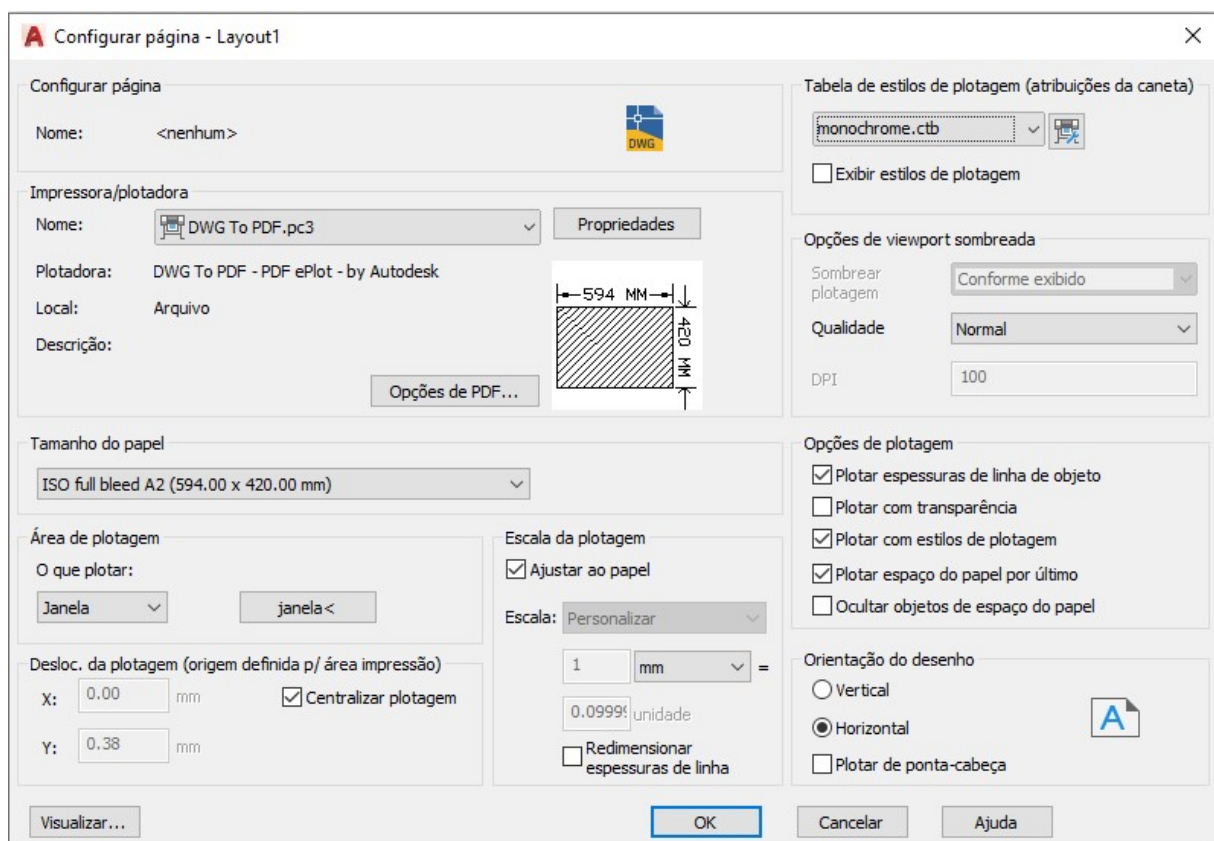 Configurar página - Layout1
Configurar página
Nome: <nenhum>
DWG
Impressora/plotadora
Nome: DWG To PDF.pc3 Propriedades
Plotadora: DWG To PDF - PDF ePlot - by Autodesk
Local: Arquivo
Descrição:
594 MM
420 MM
Opções de PDF...
Tamanho do papel
ISO full bleed A2 (594.00 x 420.00 mm)
Área de plotagem
O que plotar:
Janela janela<
Desloc. da plotagem (origem definida p/ área impressão)
X: 0.00 mm Centralizar plotagem
Y: 0.38 mm
Escala da plotagem
Ajustar ao papel
Escala: Personalizar
1 mm =
0.0999 unidade
Redimensionar
espessuras de linha
Tabela de estilos de plotagem (atribuições da caneta)
monochrome.ctb
Exibir estilos de plotagem
Opções de viewport sombreada
Sombrear
plotagem
Conforme exibido
Qualidade Normal
DPI 100
Opções de plotagem
Plotar espessuras de linha de objeto
Plotar com transparência
Plotar com estilos de plotagem
Plotar espaço do papel por último
Ocultar objetos de espaço do papel
Orientação do desenho
Vertical
Horizontal
A
Plotar de ponta-cabeça
Visualizar... OK Cancelar Ajuda